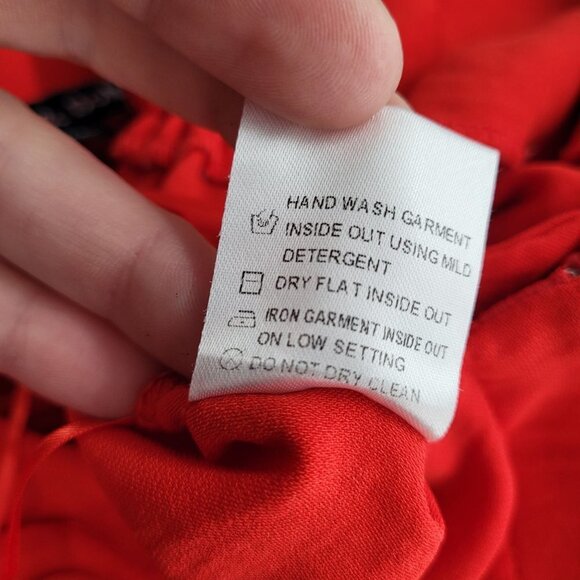 HAND WASH GARMENT
INSIDE OUT USING MILD
DETERGENT
DRY FLAT INSIDE OUT
IRON GARMENT INSIDE OUT
ON LOW SETTING
DO NOT DRY CLEAN